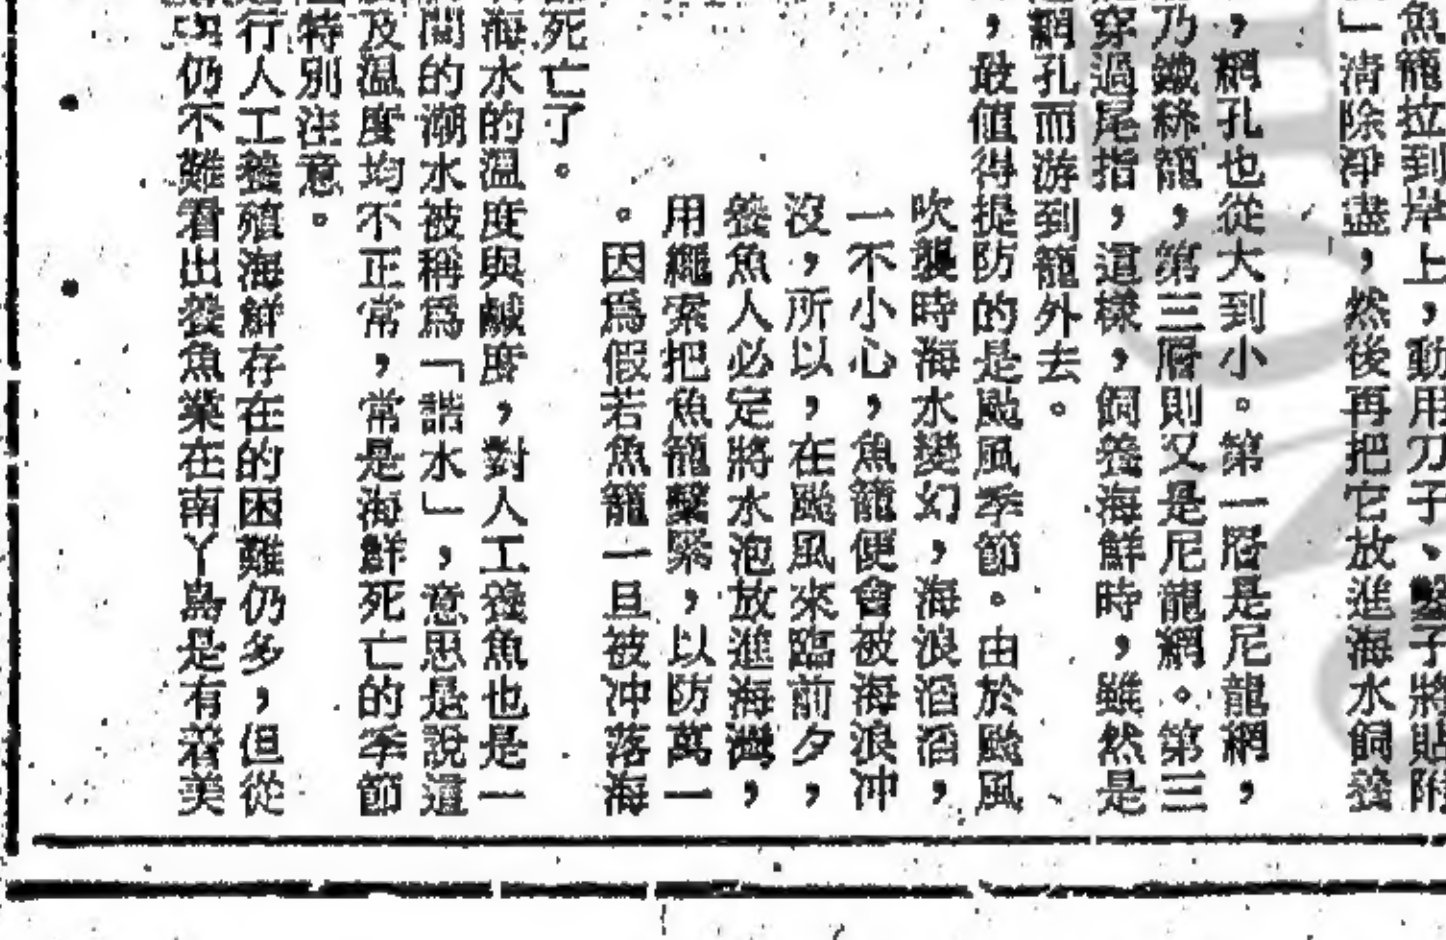 魚籠拉到岸上，動用刀子、鑿子將貼附
」清除淨盡，然後再把它放進海水飼養
，網孔也從大到小。第一層是尼龍網，
乃鐵絲籠，第三層則又是尼龍網。第三
穿過尾指，這樣，飼養海鮮時，雖然是
網孔而游到籠外去。
，最值得提防的是颱風季節。由於颱風
吹襲時海水變幻，海浪滔滔，
一不小心，魚籠便會被海浪冲
沒，所以，在颱風來臨前夕，
養魚人必定將水泡放進海灣，
用繩索把魚籠繫緊，以防萬一
。因爲假若魚籠一旦被冲落海
死亡了。
海水的溫度與鹹度，對人工養魚也是一
間的潮水被稱爲「諧水」，意思是說這
及溫度均不正常，常是海鮮死亡的季節
特別注意。
行人工養殖海鮮存在的困難仍多，但從
仍不難看出養魚業在南丫島是有着美